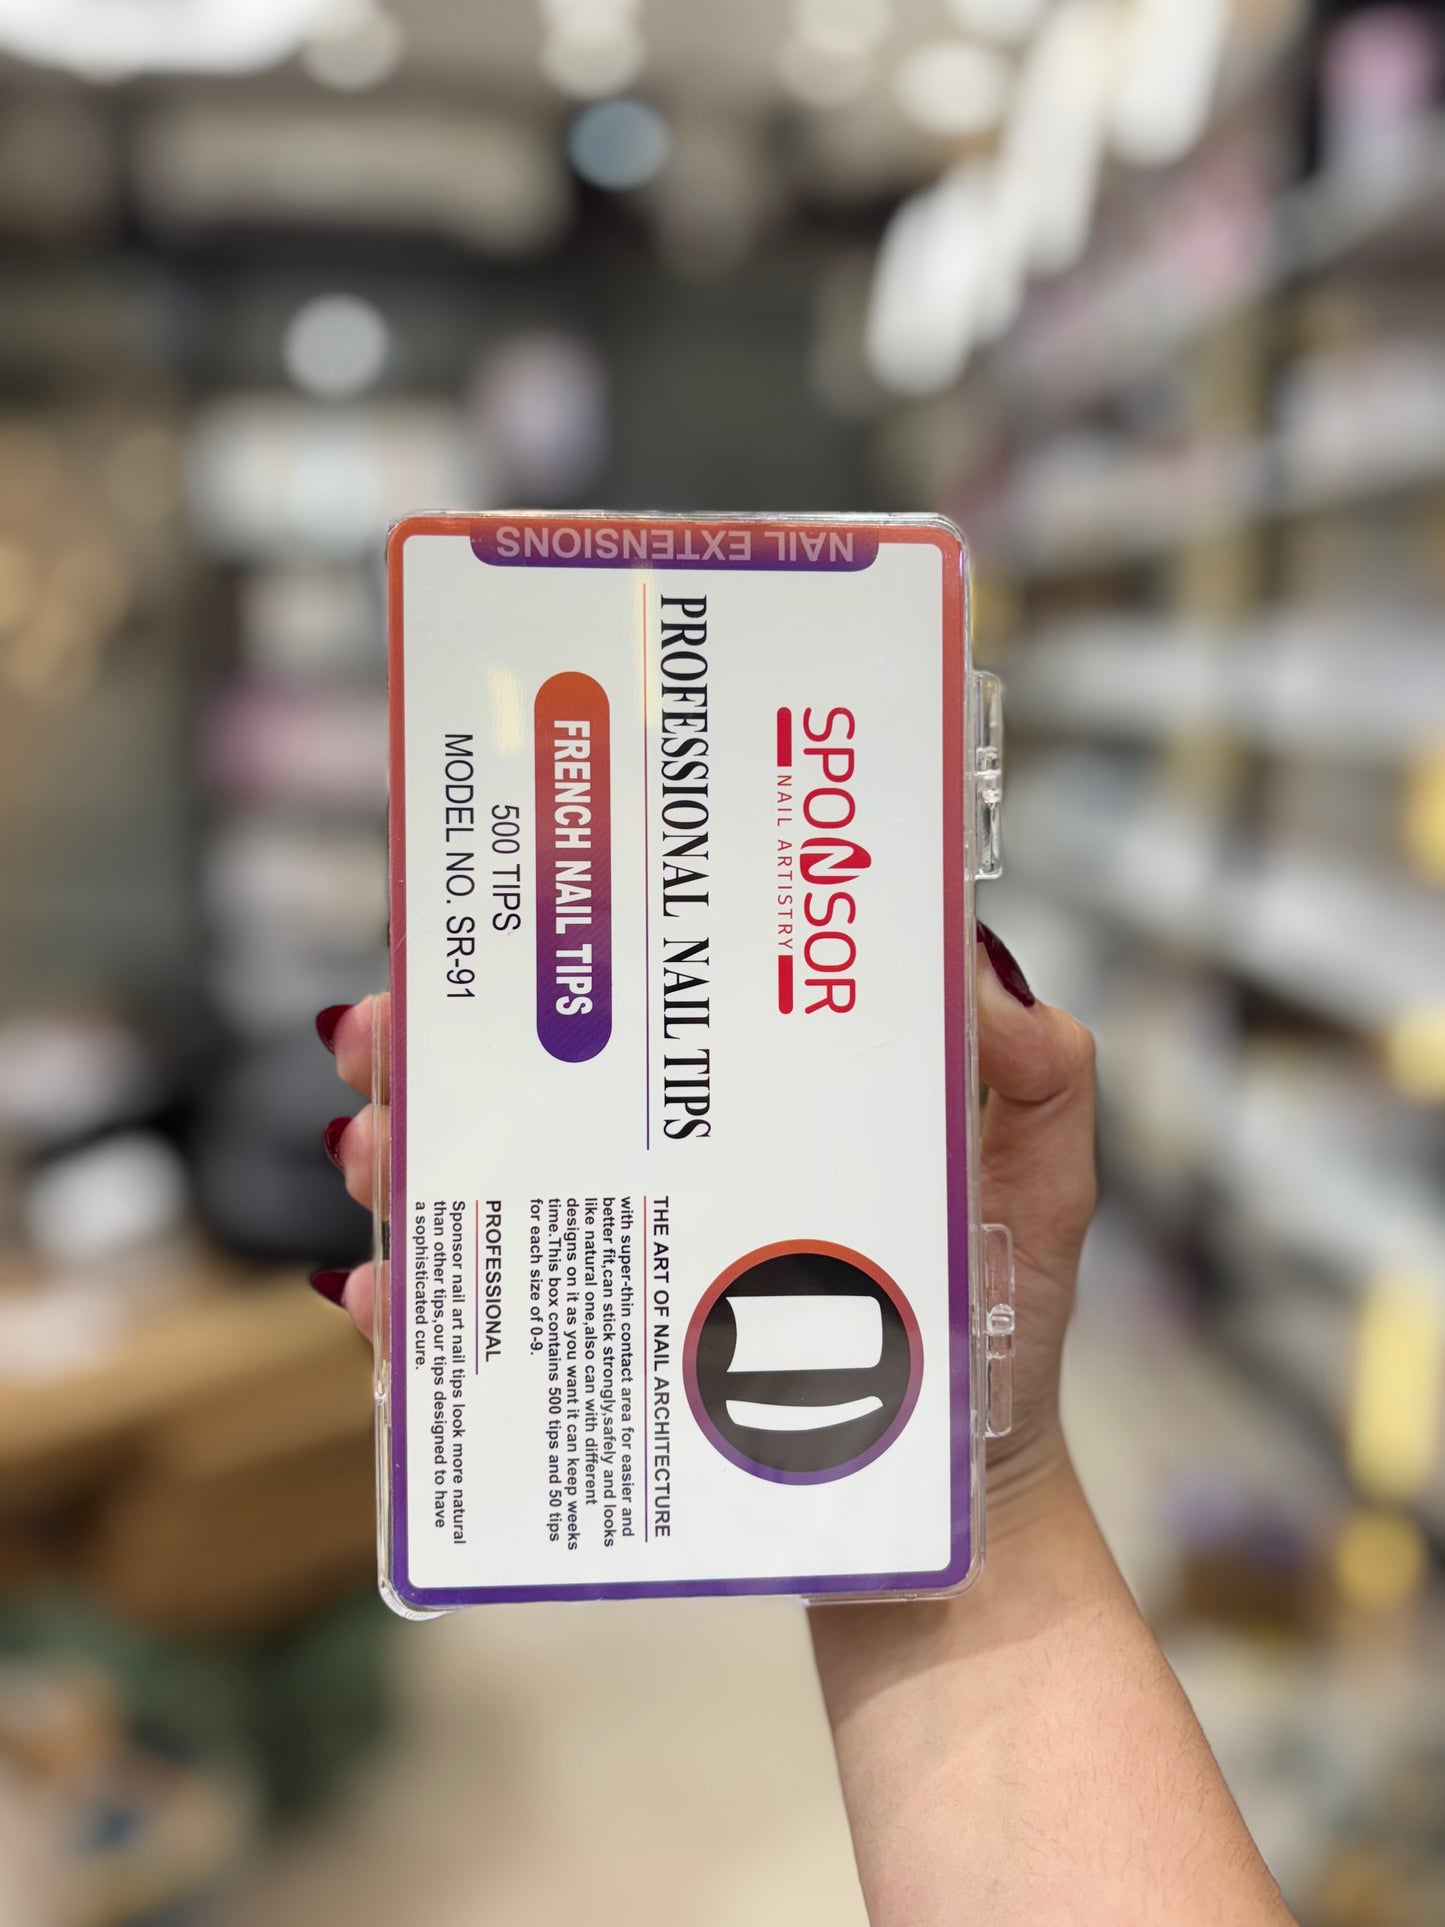 NAIL EXTENSIONS
SPONSOR
NAIL ARTISTRY
PROFESSIONAL NAIL TIPS
FRENCH NAIL TIPS
500 TIPS
MODEL NO. SR-91
THE ART OF NAIL ARCHITECTURE
with super-thin contact area for easier and
better fit,can stick strongly,safely and looks
like natural one,also can with different
designs on it as you want it can keep weeks
time.This box contains 500 tips and 50 tips
for each size of 0-9.
PROFESSIONAL
Sponsor nail art nail tips look more natural
than other tips,our tips designed to have
a sophisticated cure.